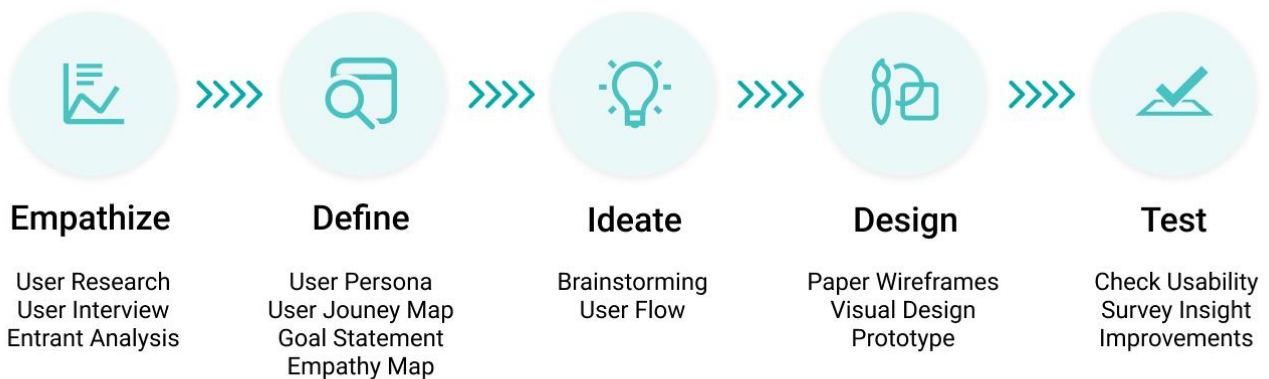 Empathize
User Research
User Interview
Entrant Analysis
Define
User Persona
User Jouney Map
Goal Statement
Empathy Map
Ideate
Brainstorming
User Flow
Design
Paper Wireframes
Visual Design
Prototype
Test
Check Usability
Survey Insight
Improvements